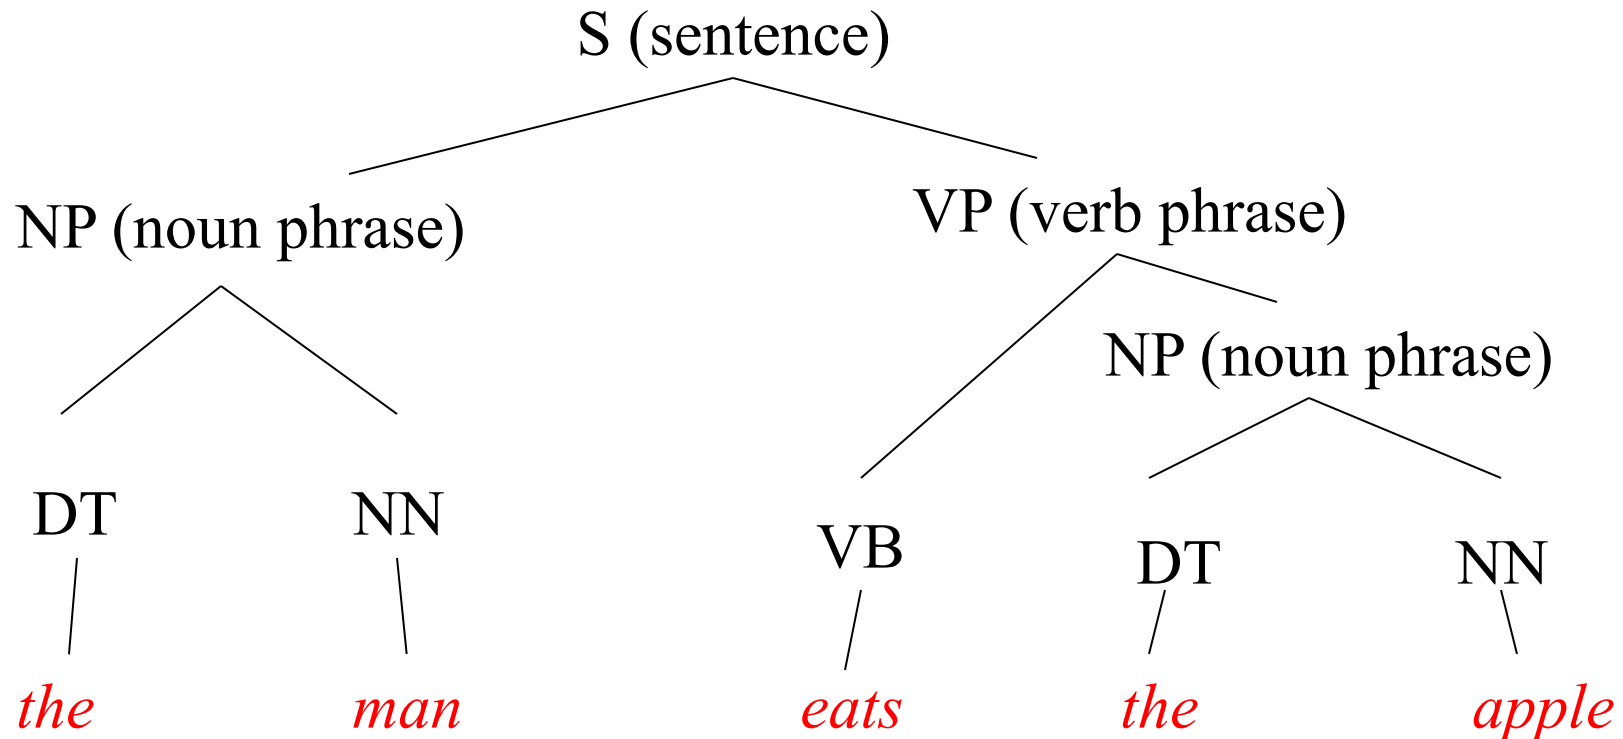 S (sentence)
NP (noun phrase)
VP (verb phrase)
NP (noun phrase)
DT NN VB DT NN
the man eats the apple